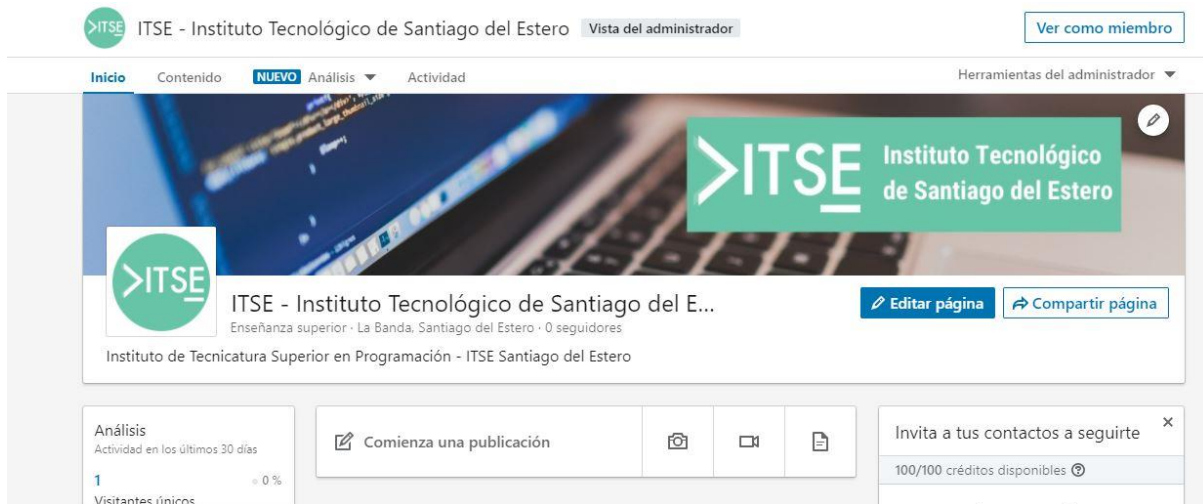 >ITSE ITSE - Instituto Tecnológico de Santiago del Estero Vista del administrador Ver como miembro
Inicio Contenido NUEVO Análisis Actividad Herramientas del administrador
>ITSE Instituto Tecnológico
de Santiago del Estero
>ITSE
ITSE - Instituto Tecnológico de Santiago del E...
Editar página Compartir página
Enseñanza superior · La Banda, Santiago del Estero · 0 seguidores
Instituto de Tecnicatura Superior en Programación - ITSE Santiago del Estero
Análisis
Actividad en los últimos 30 días
1 0 %
Visitantes únicos
Comienza una publicación
Invita a tus contactos a seguirte
100/100 créditos disponibles